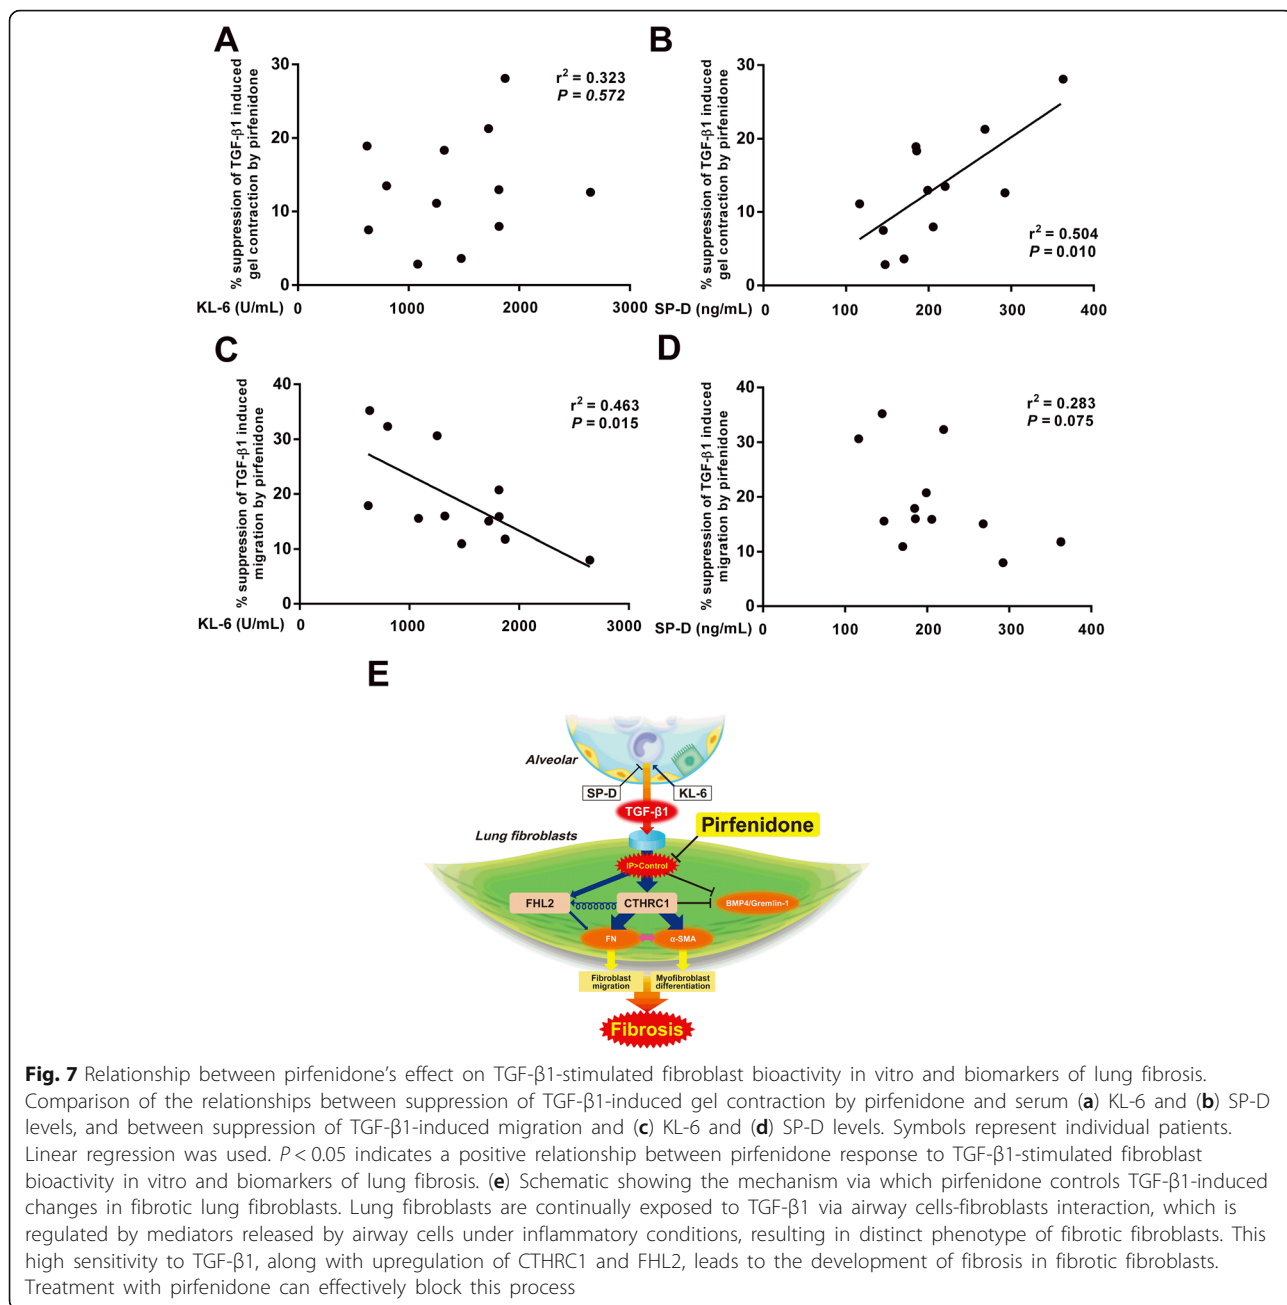 A
% suppression of TGF-β1 induced
gel contraction by pirfenidone
30
20
10
0
r² = 0.323
P = 0.572
KL-6 (U/mL) 0 1000 2000 3000
B
% suppression of TGF-β1 induced
gel contraction by pirfenidone
30
20
10
0
r² = 0.504
P = 0.010
SP-D (ng/mL) 0 100 200 300 400
C
% suppression of TGF-β1 induced
migration by pirfenidone
40
30
20
10
0
r² = 0.463
P = 0.015
KL-6 (U/mL) 0 1000 2000 3000
D
% suppression of TGF-β1 induced
migration by pirfenidone
40
30
20
10
0
r² = 0.283
P = 0.075
SP-D (ng/mL) 0 100 200 300 400
E
Alveolar
SP-D KL-6
TGF-β1
Pirfenidone
Lung fibroblasts
IP>Control
FHL2 CTHRC1 BMP4/Gremlin-1
FN α-SMA
Fibroblast
migration
Myofibroblast
differentiation
Fibrosis
Fig. 7 Relationship between pirfenidone's effect on TGF-β1-stimulated fibroblast bioactivity in vitro and biomarkers of lung fibrosis.
Comparison of the relationships between suppression of TGF-β1-induced gel contraction by pirfenidone and serum (a) KL-6 and (b) SP-D
levels, and between suppression of TGF-β1-induced migration and (c) KL-6 and (d) SP-D levels. Symbols represent individual patients.
Linear regression was used. P < 0.05 indicates a positive relationship between pirfenidone response to TGF-β1-stimulated fibroblast
bioactivity in vitro and biomarkers of lung fibrosis. (e) Schematic showing the mechanism via which pirfenidone controls TGF-β1-induced
changes in fibrotic lung fibroblasts. Lung fibroblasts are continually exposed to TGF-β1 via airway cells-fibroblasts interaction, which is
regulated by mediators released by airway cells under inflammatory conditions, resulting in distinct phenotype of fibrotic fibroblasts. This
high sensitivity to TGF-β1, along with upregulation of CTHRC1 and FHL2, leads to the development of fibrosis in fibrotic fibroblasts.
Treatment with pirfenidone can effectively block this process